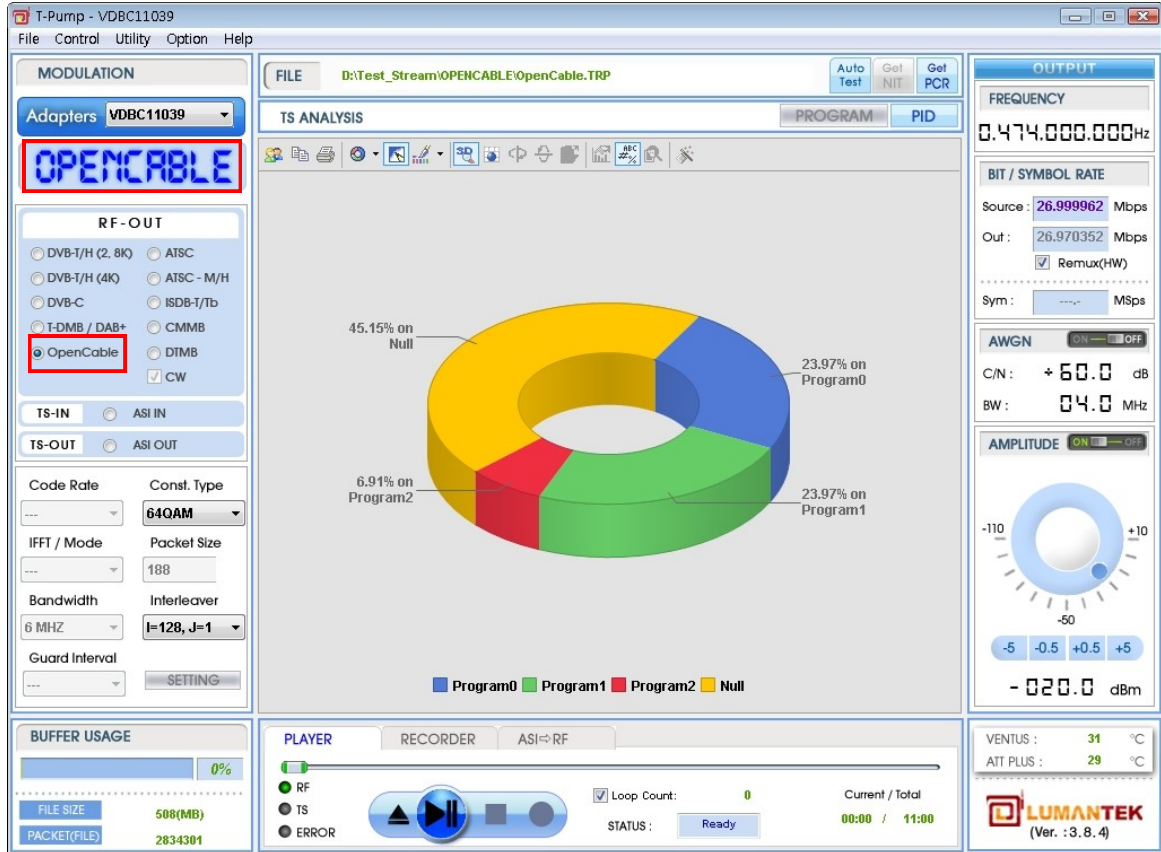 T-Pump - VDBC11039
File Control Utility Option Help
MODULATION
Adapters VDBC11039
OPENCABLE
RF-OUT
DVB-T/H (2, 8K) ATSC
DVB-T/H (4K) ATSC - M/H
DVB-C ISDB-T/Tb
T-DMB / DAB+ CMMB
OpenCable DTMB
CW
TS-IN ASI IN
TS-OUT ASI OUT
Code Rate Const. Type
--- 64QAM
IFFT / Mode Packet Size
--- 188
Bandwidth Interleaver
6 MHZ I=128, J=1
Guard Interval
--- SETTING
FILE D:\Test_Stream\OPENCABLE\OpenCable.TRP
Auto Test Get NIT Get PCR
TS ANALYSIS PROGRAM PID
3D ABC #%
45.15% on
Null
23.97% on
Program0
6.91% on
Program2
23.97% on
Program1
Program0 Program1 Program2 Null
OUTPUT
FREQUENCY
0.474.000.000Hz
BIT / SYMBOL RATE
Source : 26.999962 Mbps
Out : 26.970352 Mbps
Remux(HW)
Sym : ---.- MSps
AWGN ON OFF
C/N : +60.0 dB
BW : 04.0 MHz
AMPLITUDE ON OFF
-110 +10
-50
-5 -0.5 +0.5 +5
-020.0 dBm
BUFFER USAGE
0%
FILE SIZE 508(MB)
PACKET(FILE) 2834301
PLAYER RECORDER ASI⇨RF
RF
TS
ERROR
Loop Count: 0
STATUS : Ready
Current / Total
00:00 / 11:00
VENTUS : 31 °C
ATT PLUS : 29 °C
LUMANTEK
(Ver. : 3. 8. 4)